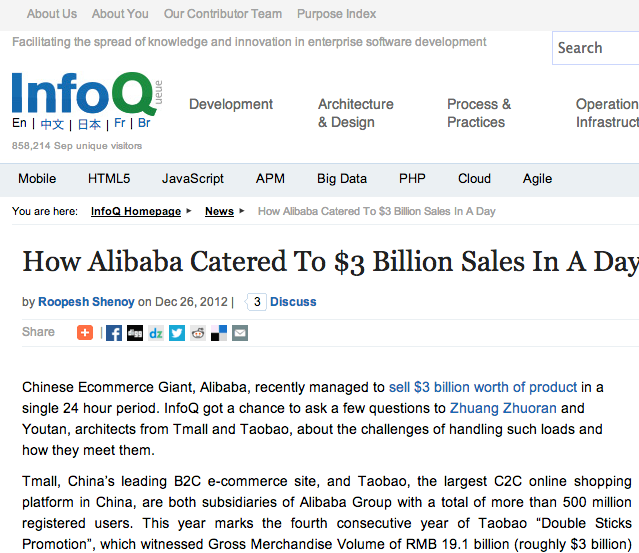 About Us About You Our Contributor Team Purpose Index
Facilitating the spread of knowledge and innovation in enterprise software development
Search
InfoQ ueue
Development
Architecture
& Design
Process &
Practices
Operation
Infrastruct
En | 中文 | 日本 | Fr | Br
858,214 Sep unique visitors
Mobile HTML5 JavaScript APM Big Data PHP Cloud Agile
You are here: InfoQ Homepage ▸ News ▸ How Alibaba Catered To $3 Billion Sales In A Day
How Alibaba Catered To $3 Billion Sales In A Day
by Roopesh Shenoy on Dec 26, 2012 | 3 Discuss
Share + | f digg dz
Chinese Ecommerce Giant, Alibaba, recently managed to sell $3 billion worth of product in a
single 24 hour period. InfoQ got a chance to ask a few questions to Zhuang Zhuoran and
Youtan, architects from Tmall and Taobao, about the challenges of handling such loads and
how they meet them.
Tmall, China's leading B2C e-commerce site, and Taobao, the largest C2C online shopping
platform in China, are both subsidiaries of Alibaba Group with a total of more than 500 million
registered users. This year marks the fourth consecutive year of Taobao “Double Sticks
Promotion”, which witnessed Gross Merchandise Volume of RMB 19.1 billion (roughly $3 billion)